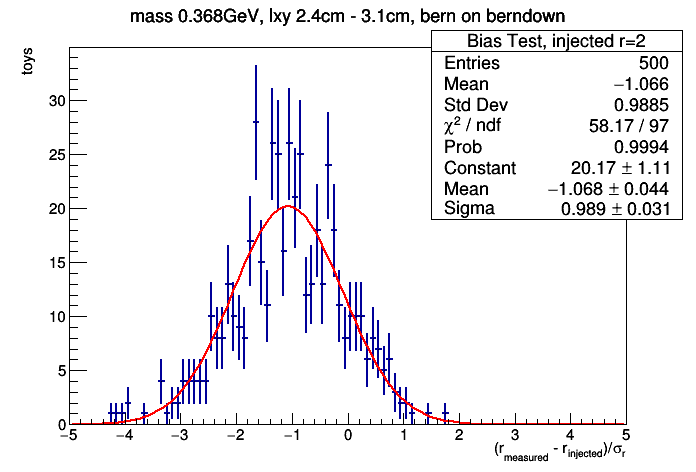 mass 0.368GeV, lxy 2.4cm - 3.1cm, bern on berndown
Bias Test, injected r=2
Entries 500
Mean −1.066
Std Dev 0.9885
χ² / ndf 58.17 / 97
Prob 0.9994
Constant 20.17 ± 1.11
Mean −1.068 ± 0.044
Sigma 0.989 ± 0.031
toys
30
25
20
15
10
5
0
−5 −4 −3 −2 −1 0 1 2 3 4 5
(r_measured - r_injected)/σ_r